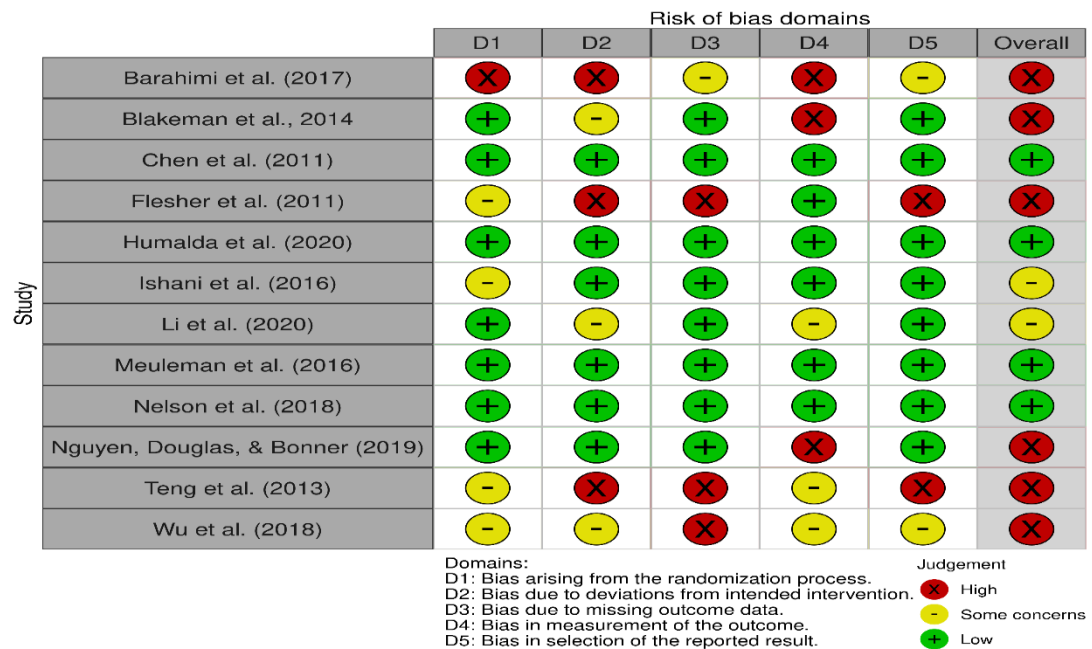 Risk of bias domains
D1 D2 D3 D4 D5 Overall
Study
Barahimi et al. (2017) X X - X - X
Blakeman et al., 2014 + - + X + X
Chen et al. (2011) + + + + + +
Flesher et al. (2011) - X X + X X
Humalda et al. (2020) + + + + + +
Ishani et al. (2016) - + + + + -
Li et al. (2020) + - + - + -
Meuleman et al. (2016) + + + + + +
Nelson et al. (2018) + + + + + +
Nguyen, Douglas, & Bonner (2019) + + + X + X
Teng et al. (2013) - X X - X X
Wu et al. (2018) - - X - - X
Domains:
D1: Bias arising from the randomization process.
D2: Bias due to deviations from intended intervention.
D3: Bias due to missing outcome data.
D4: Bias in measurement of the outcome.
D5: Bias in selection of the reported result.
Judgement
X High
- Some concerns
+ Low